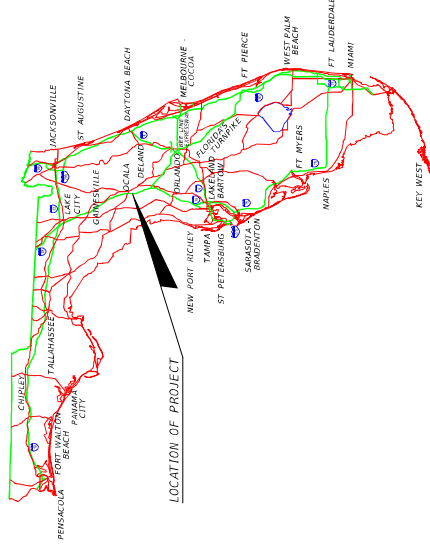 JACKSONVILLE
ST AUGUSTINE
DAYTONA BEACH
MELBOURNE -
COCOA
FT PIERCE
WEST PALM
BEACH
FT LAUDERDALE
MIAMI
LAKE
CITY
GAINESVILLE
OCALA
DELAND
ORLANDO
FLORIDA'S
TURNPIKE
LAKELAND
BARTOW
FT MYERS
NAPLES
KEY WEST
NEW PORT RICHEY
TAMPA
ST PETERSBURG
SARASOTA -
BRADENTON
TALLAHASSEE
CHIPLEY
PANAMA
CITY
FORT WALTON
BEACH
PENSACOLA
LOCATION OF PROJECT